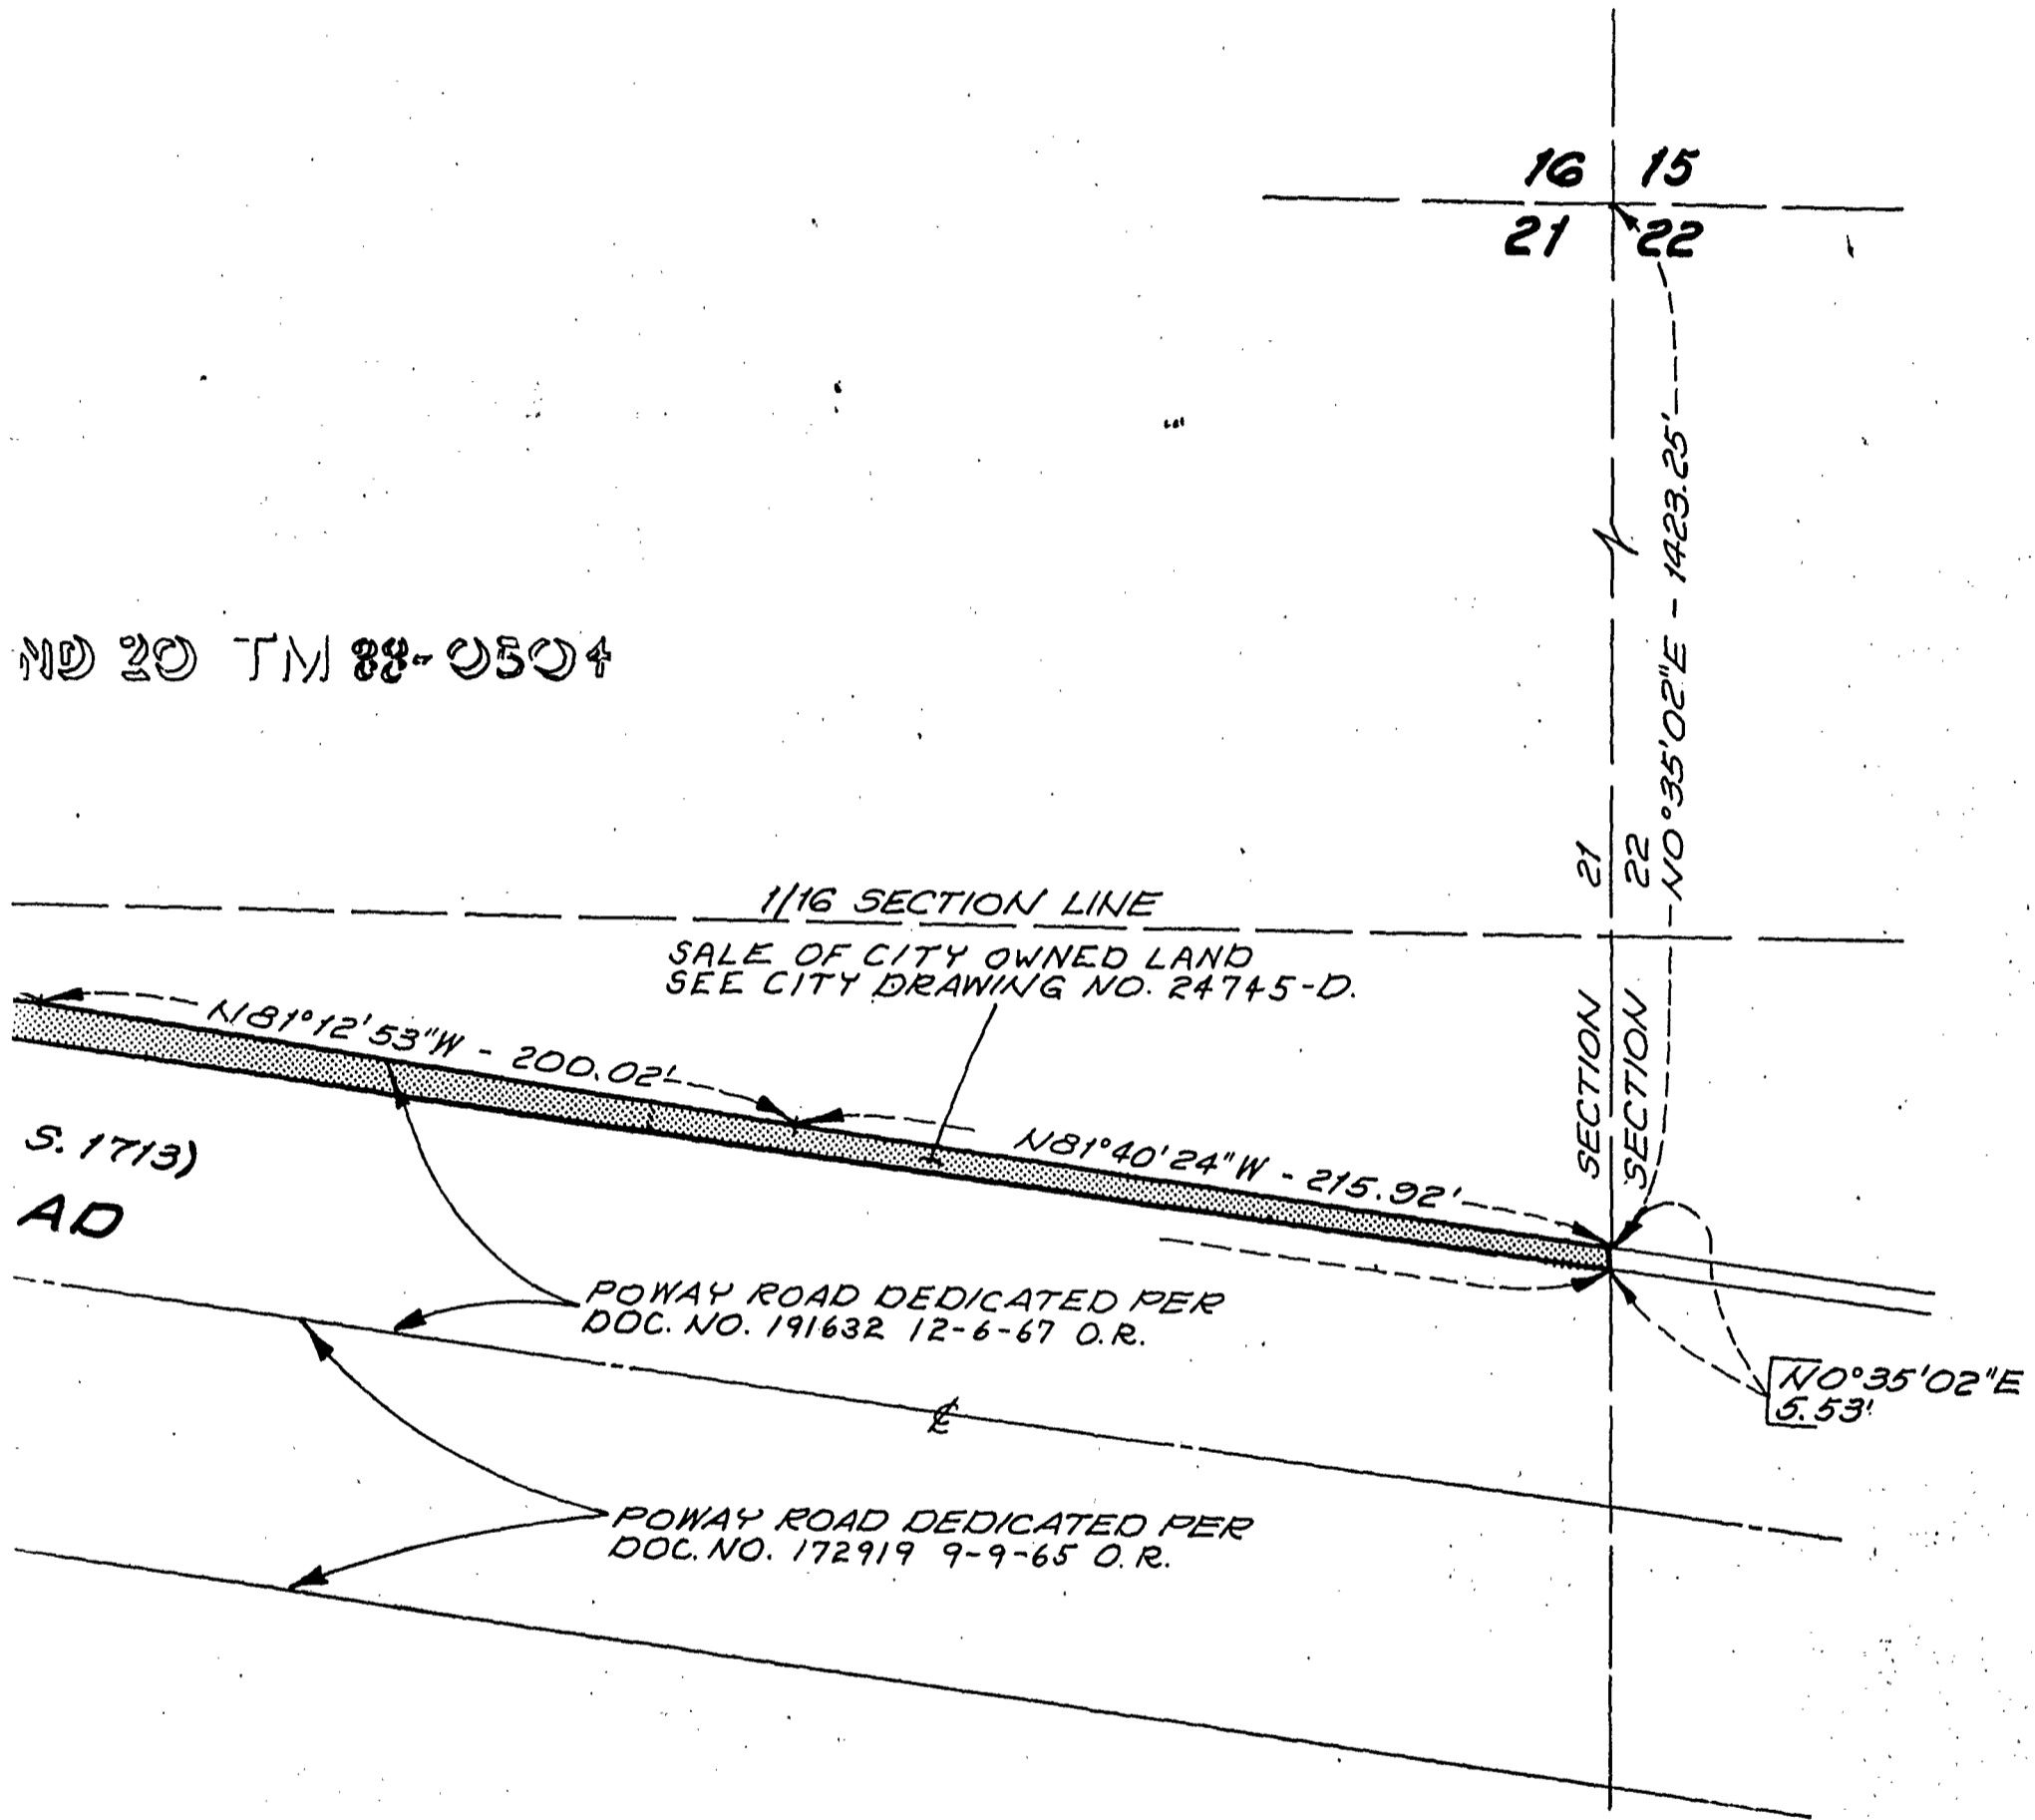 16 15
21 22
N0°35'02"E - 1423.25'
TM 88-0504
21
22
1/16 SECTION LINE
SALE OF CITY OWNED LAND
SEE CITY DRAWING NO. 24745-D.
SECTION
SECTION
N81°12'53"W - 200.02'
N81°40'24"W - 215.92'
S. 1713)
AD
POWAY ROAD DEDICATED PER
DOC. NO. 191632 12-6-67 O.R.
N0°35'02"E
5.53'
℄
POWAY ROAD DEDICATED PER
DOC. NO. 172919 9-9-65 O.R.